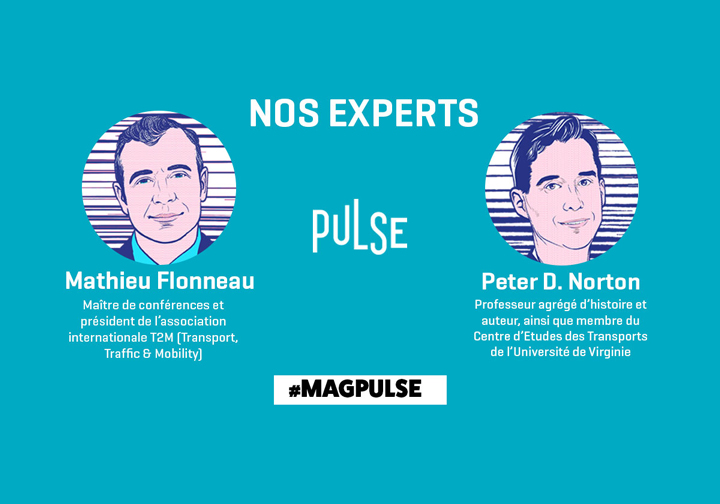 NOS EXPERTS
PULSE
Mathieu Flonneau
Maître de conférences et
président de l'association
internationale T2M (Transport,
Traffic & Mobility)
Peter D. Norton
Professeur agrégé d'histoire et
auteur, ainsi que membre du
Centre d'Etudes des Transports
de l'Université de Virginie
#MAGPULSE